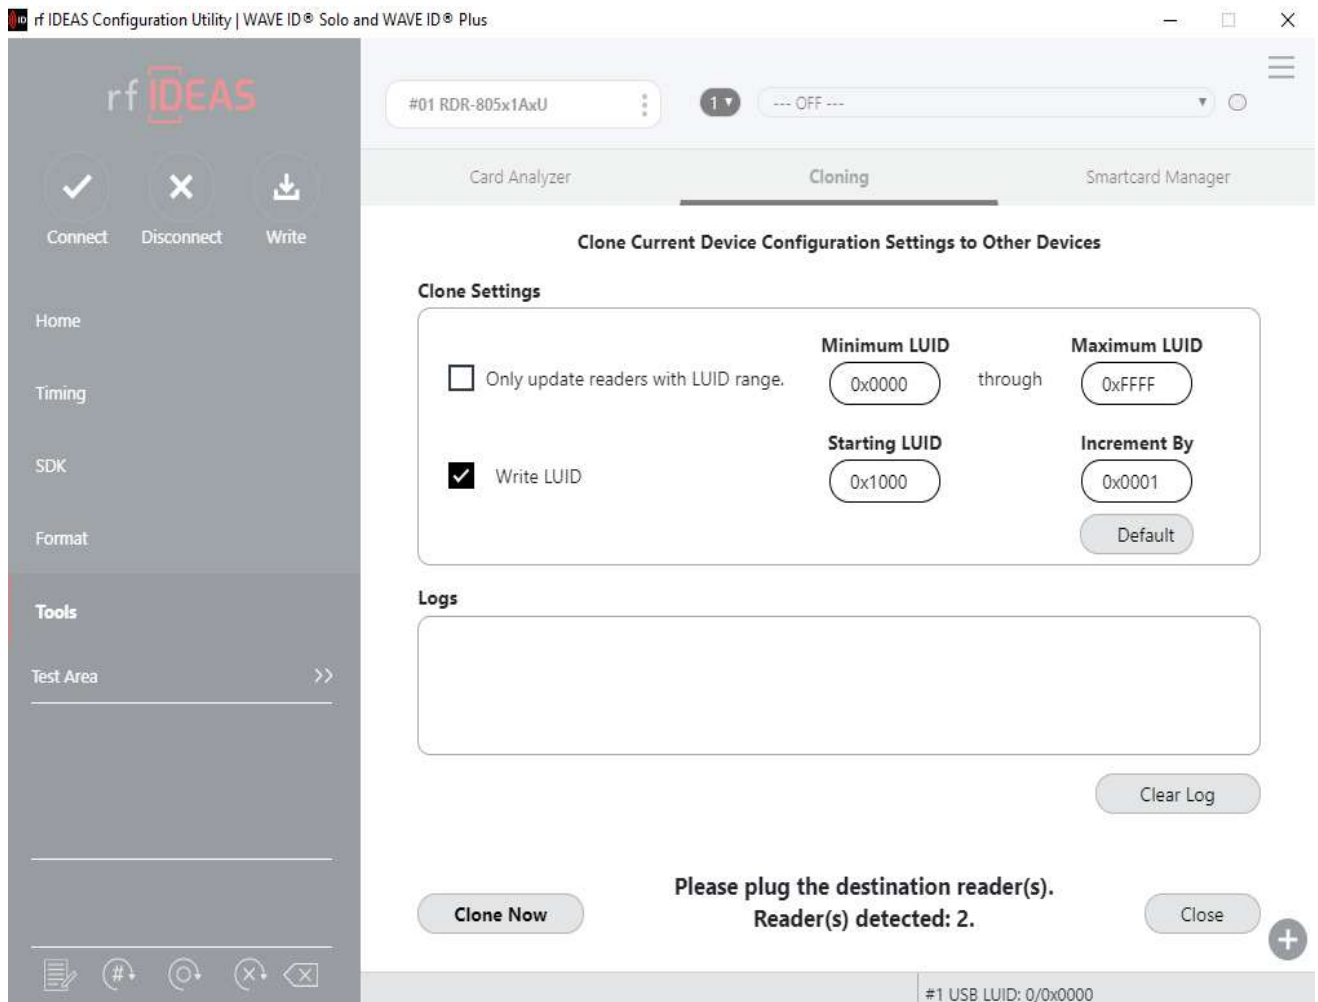 rf IDEAS Configuration Utility | WAVE ID® Solo and WAVE ID® Plus
rf IDEAS
#01 RDR-805x1AxU
1
--- OFF ---
Connect
Disconnect
Write
Card Analyzer
Cloning
Smartcard Manager
Clone Current Device Configuration Settings to Other Devices
Home
Timing
SDK
Format
Tools
Test Area >>
Clone Settings
Minimum LUID
Maximum LUID
Only update readers with LUID range.
0x0000
through
0xFFFF
Starting LUID
Increment By
Write LUID
0x1000
0x0001
Default
Logs
Clear Log
Please plug the destination reader(s).
Reader(s) detected: 2.
Clone Now
Close
#1 USB LUID: 0/0x0000